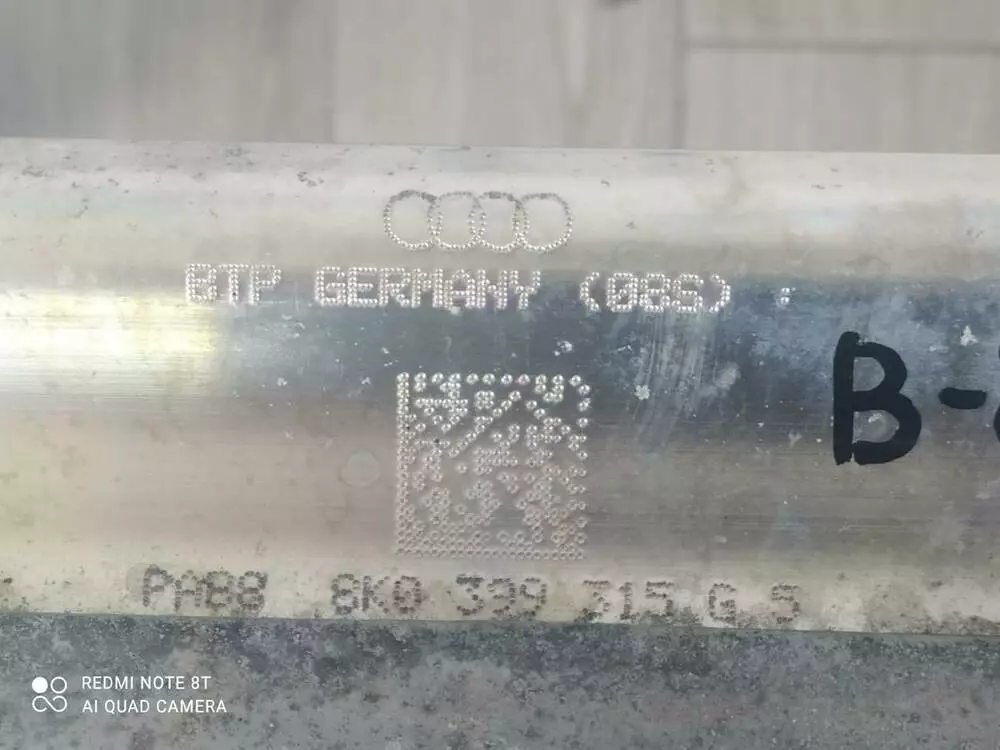 BTP GERMANY (08S) :
B-
PA88 8K0 399 315 G S
REDMI NOTE 8T
AI QUAD CAMERA